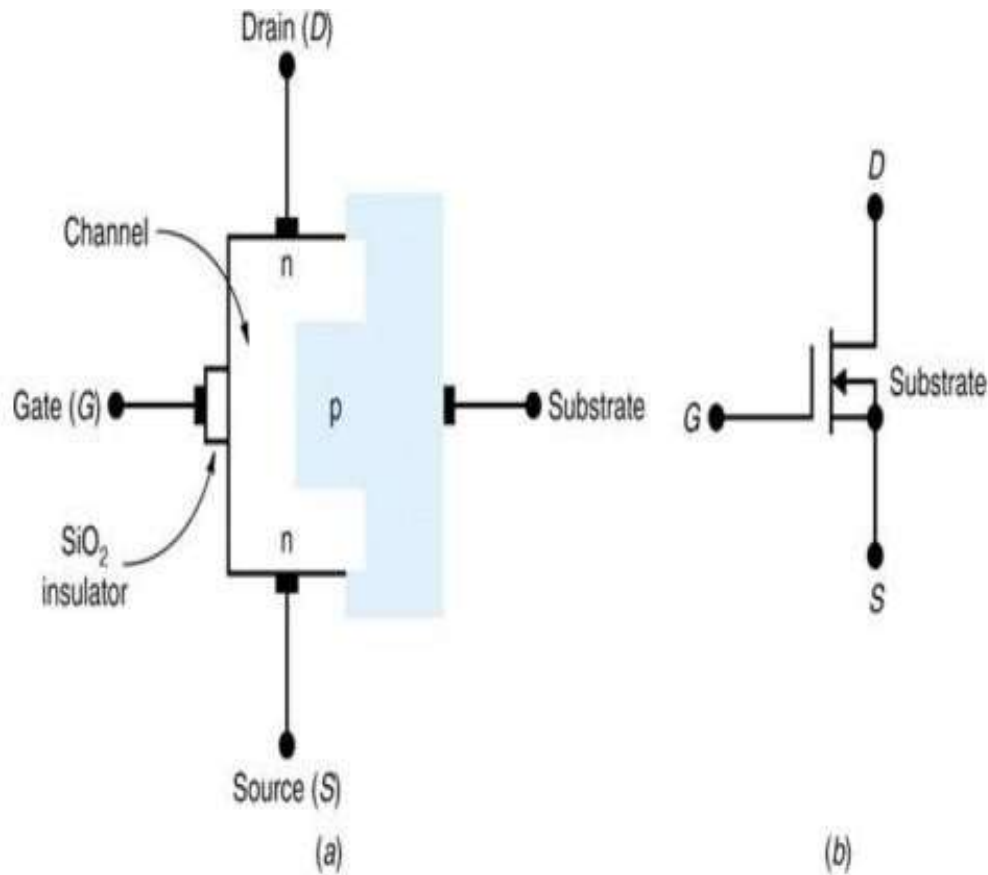 Drain (D)
Channel
n
Gate (G)
p
Substrate
SiO₂
insulator
n
Source (S)
(a)
D
G
Substrate
S
(b)